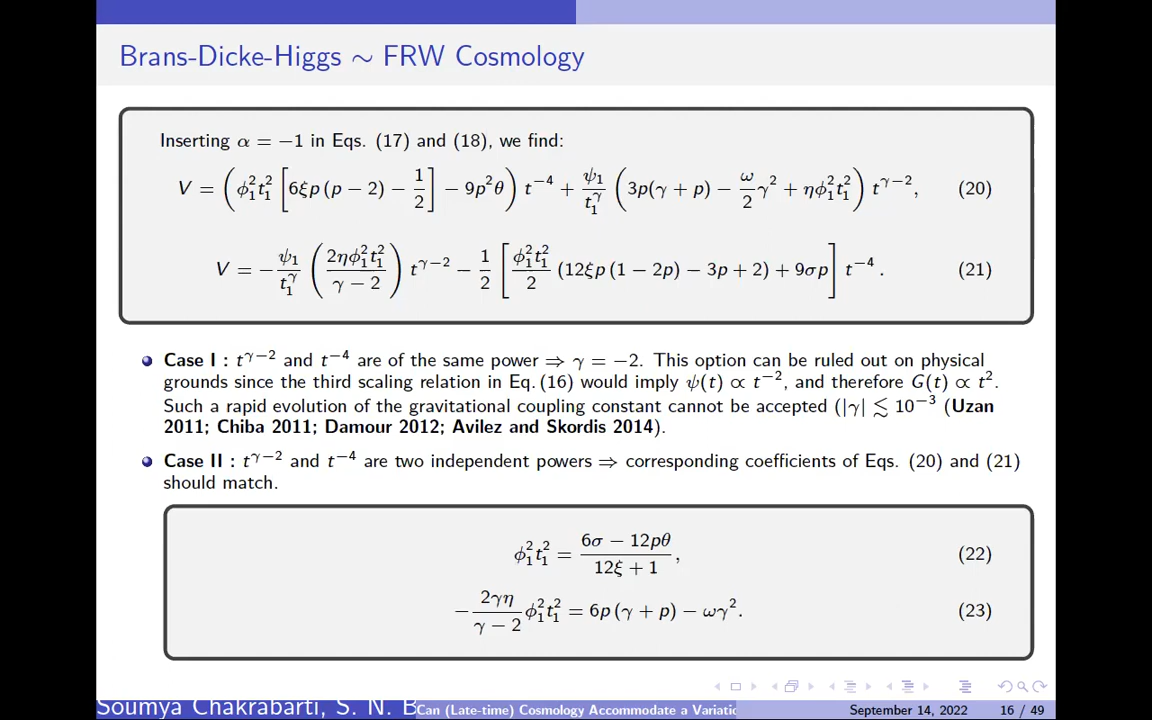 Brans-Dicke-Higgs ∼ FRW Cosmology
Inserting α = −1 in Eqs. (17) and (18), we find:
V = (ϕ₁²t₁² [6ξp (p − 2) − 1/2] − 9p²θ) t⁻⁴ + ψ₁/t₁^γ (3p(γ + p) − ω/2 γ² + ηϕ₁²t₁²) t^{γ−2}, (20)
V = −ψ₁/t₁^γ (2ηϕ₁²t₁²/(γ − 2)) t^{γ−2} − 1/2 [ϕ₁²t₁²/2 (12ξp (1 − 2p) − 3p + 2) + 9σp] t⁻⁴ . (21)
Case I : t^{γ−2} and t⁻⁴ are of the same power ⇒ γ = −2. This option can be ruled out on physical
grounds since the third scaling relation in Eq. (16) would imply ψ(t) ∝ t⁻², and therefore G(t) ∝ t².
Such a rapid evolution of the gravitational coupling constant cannot be accepted (|γ| ≲ 10⁻³ (Uzan
2011; Chiba 2011; Damour 2012; Avilez and Skordis 2014).
Case II : t^{γ−2} and t⁻⁴ are two independent powers ⇒ corresponding coefficients of Eqs. (20) and (21)
should match.
ϕ₁²t₁² = (6σ − 12pθ)/(12ξ + 1), (22)
−2γη/(γ − 2) ϕ₁²t₁² = 6p (γ + p) − ωγ². (23)
Soumya Chakrabarti, S. N. B
Can (Late-time) Cosmology Accommodate a Variatio
September 14, 2022
16 / 49